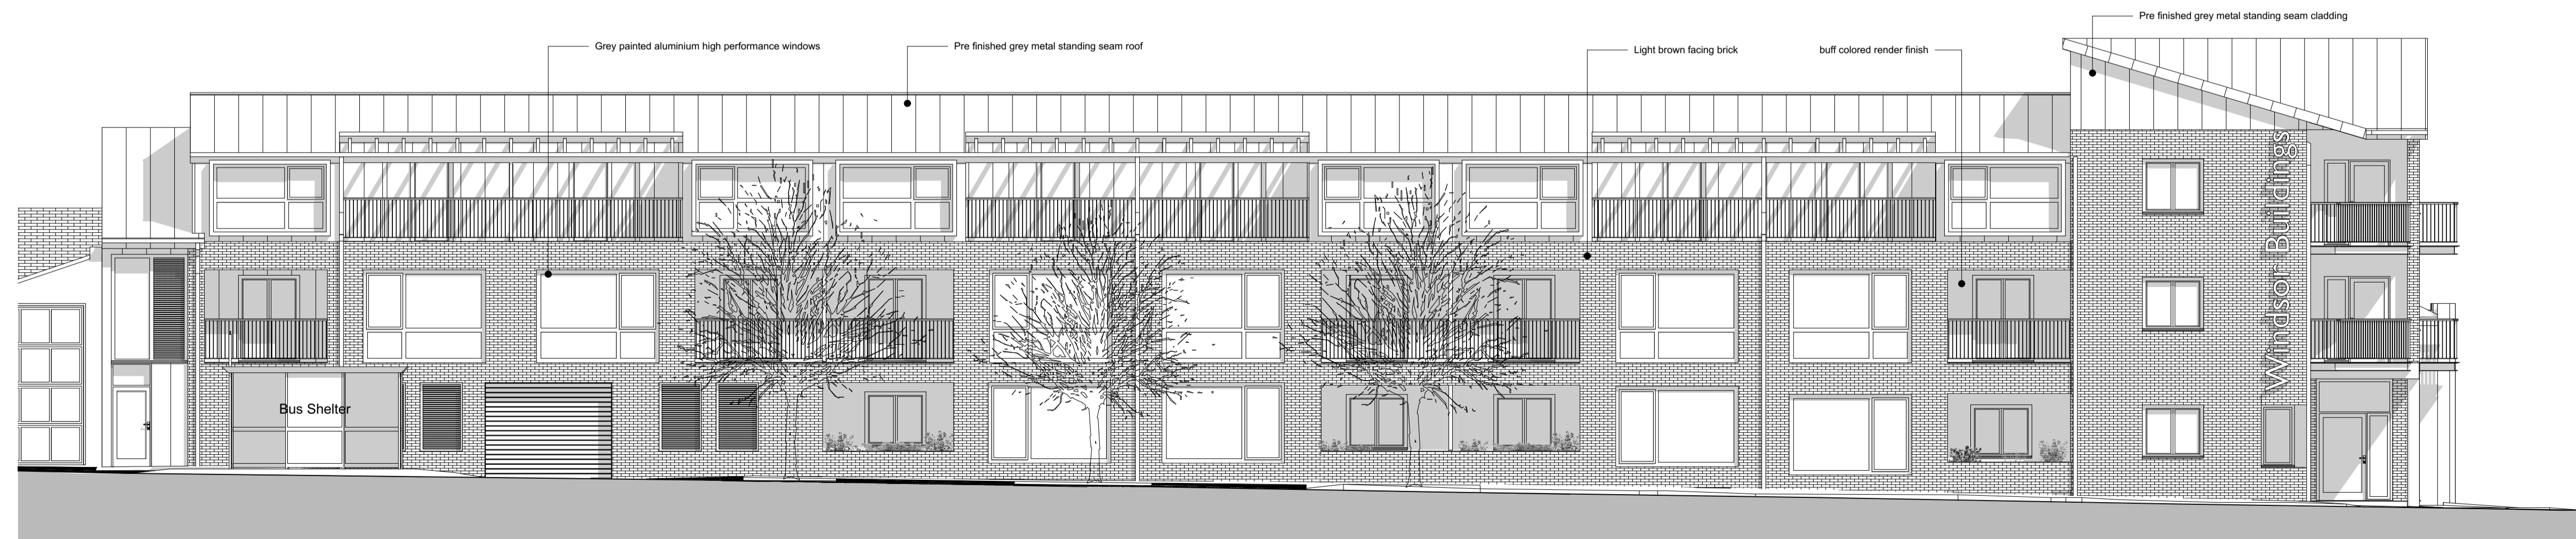 Pre finished grey metal standing seam cladding
Grey painted aluminium high performance windows
Pre finished grey metal standing seam roof
Light brown facing brick
buff colored render finish
Windsor Buildings
Bus Shelter